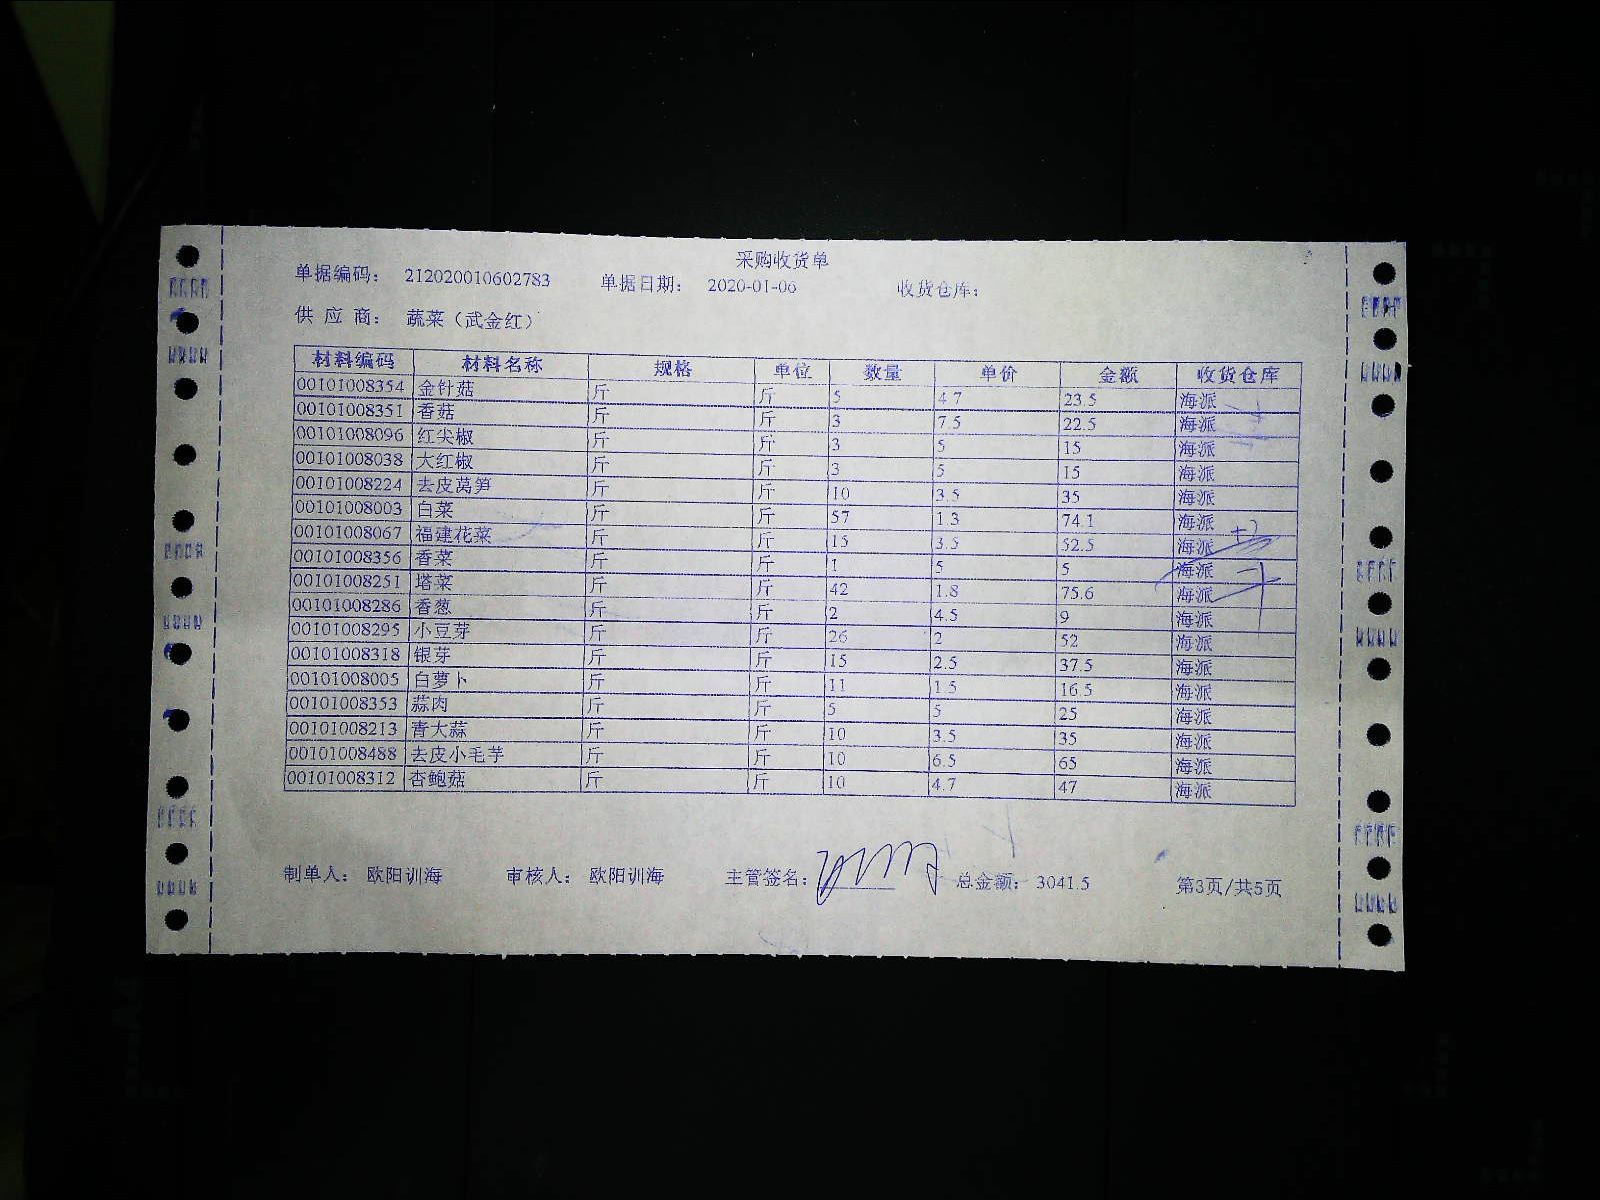 采购收货单
单据编码： 212020010602783 单据日期： 2020-01-06 收货仓库：
供 应 商： 蔬菜（武金红）
材料编码 材料名称 规格 单位 数量 单价 金额 收货仓库
00101008354 金针菇 斤 斤 5 4.7 23.5 海派
00101008351 香菇 斤 斤 3 7.5 22.5 海派
00101008096 红尖椒 斤 斤 3 5 15 海派
00101008038 大红椒 斤 斤 3 5 15 海派
00101008224 去皮莴笋 斤 斤 10 3.5 35 海派
00101008003 白菜 斤 斤 57 1.3 74.1 海派
00101008067 福建花菜 斤 斤 15 3.5 52.5 海派
00101008356 香菜 斤 斤 1 5 5 海派
00101008251 塔菜 斤 斤 42 1.8 75.6 海派
00101008286 香葱 斤 斤 2 4.5 9 海派
00101008295 小豆芽 斤 斤 26 2 52 海派
00101008318 银芽 斤 斤 15 2.5 37.5 海派
00101008005 白萝卜 斤 斤 11 1.5 16.5 海派
00101008353 蒜肉 斤 斤 5 5 25 海派
00101008213 青大蒜 斤 斤 10 3.5 35 海派
00101008488 去皮小毛芋 斤 斤 10 6.5 65 海派
00101008312 杏鲍菇 斤 斤 10 4.7 47 海派
制单人： 欧阳训海 审核人： 欧阳训海 主管签名： 总金额： 3041.5 第3页/共5页